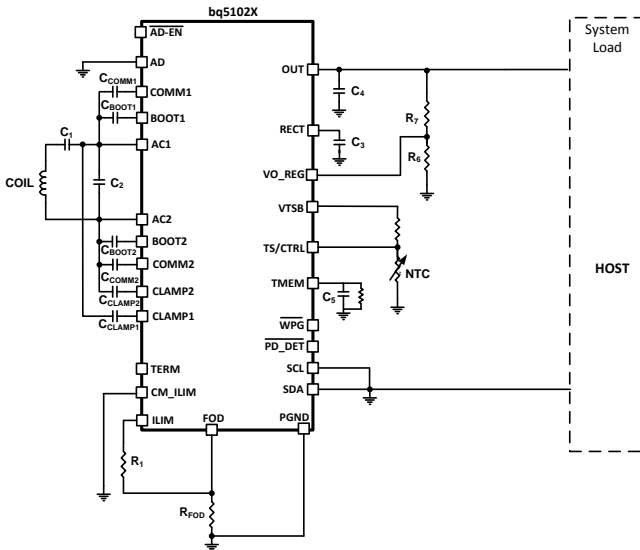 bq5102X
AD-EN
AD
COMM1
BOOT1
AC1
AC2
BOOT2
COMM2
CLAMP2
CLAMP1
TERM
CM_ILIM
ILIM
FOD
PGND
OUT
RECT
VO_REG
VTSB
TS/CTRL
TMEM
WPG
PD_DET
SCL
SDA
CCOMM1
CBOOT1
C1
COIL
C2
CBOOT2
CCOMM2
CCLAMP2
CCLAMP1
R1
RFOD
C4
C3
R7
R6
NTC
C5
System
Load
HOST